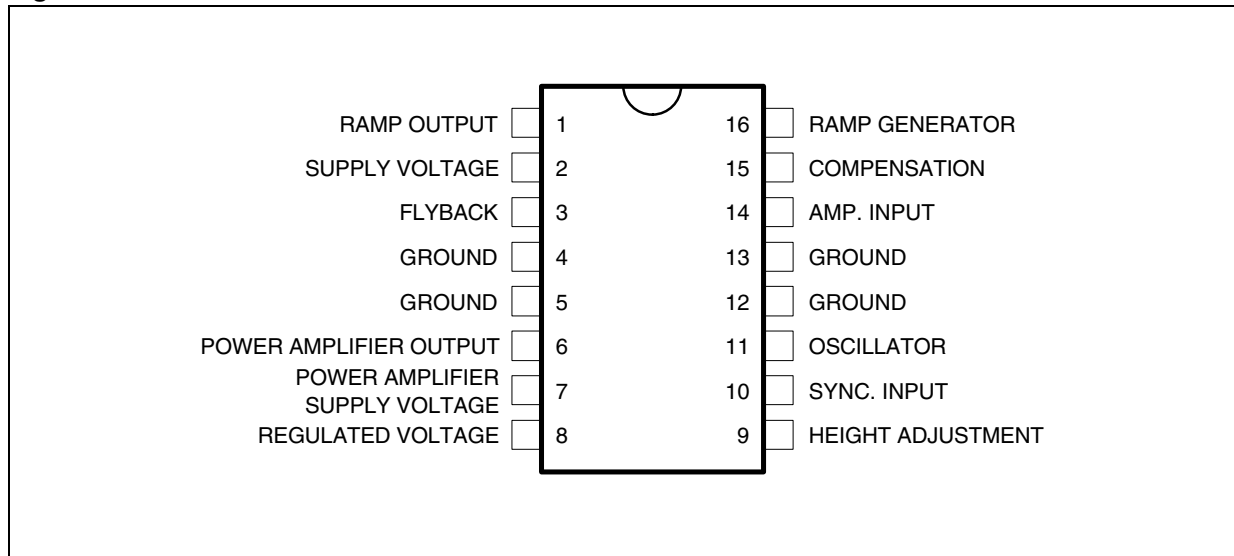 RAMP OUTPUT 1 16 RAMP GENERATOR
SUPPLY VOLTAGE 2 15 COMPENSATION
FLYBACK 3 14 AMP. INPUT
GROUND 4 13 GROUND
GROUND 5 12 GROUND
POWER AMPLIFIER OUTPUT 6 11 OSCILLATOR
POWER AMPLIFIER
SUPPLY VOLTAGE 7 10 SYNC. INPUT
REGULATED VOLTAGE 8 9 HEIGHT ADJUSTMENT